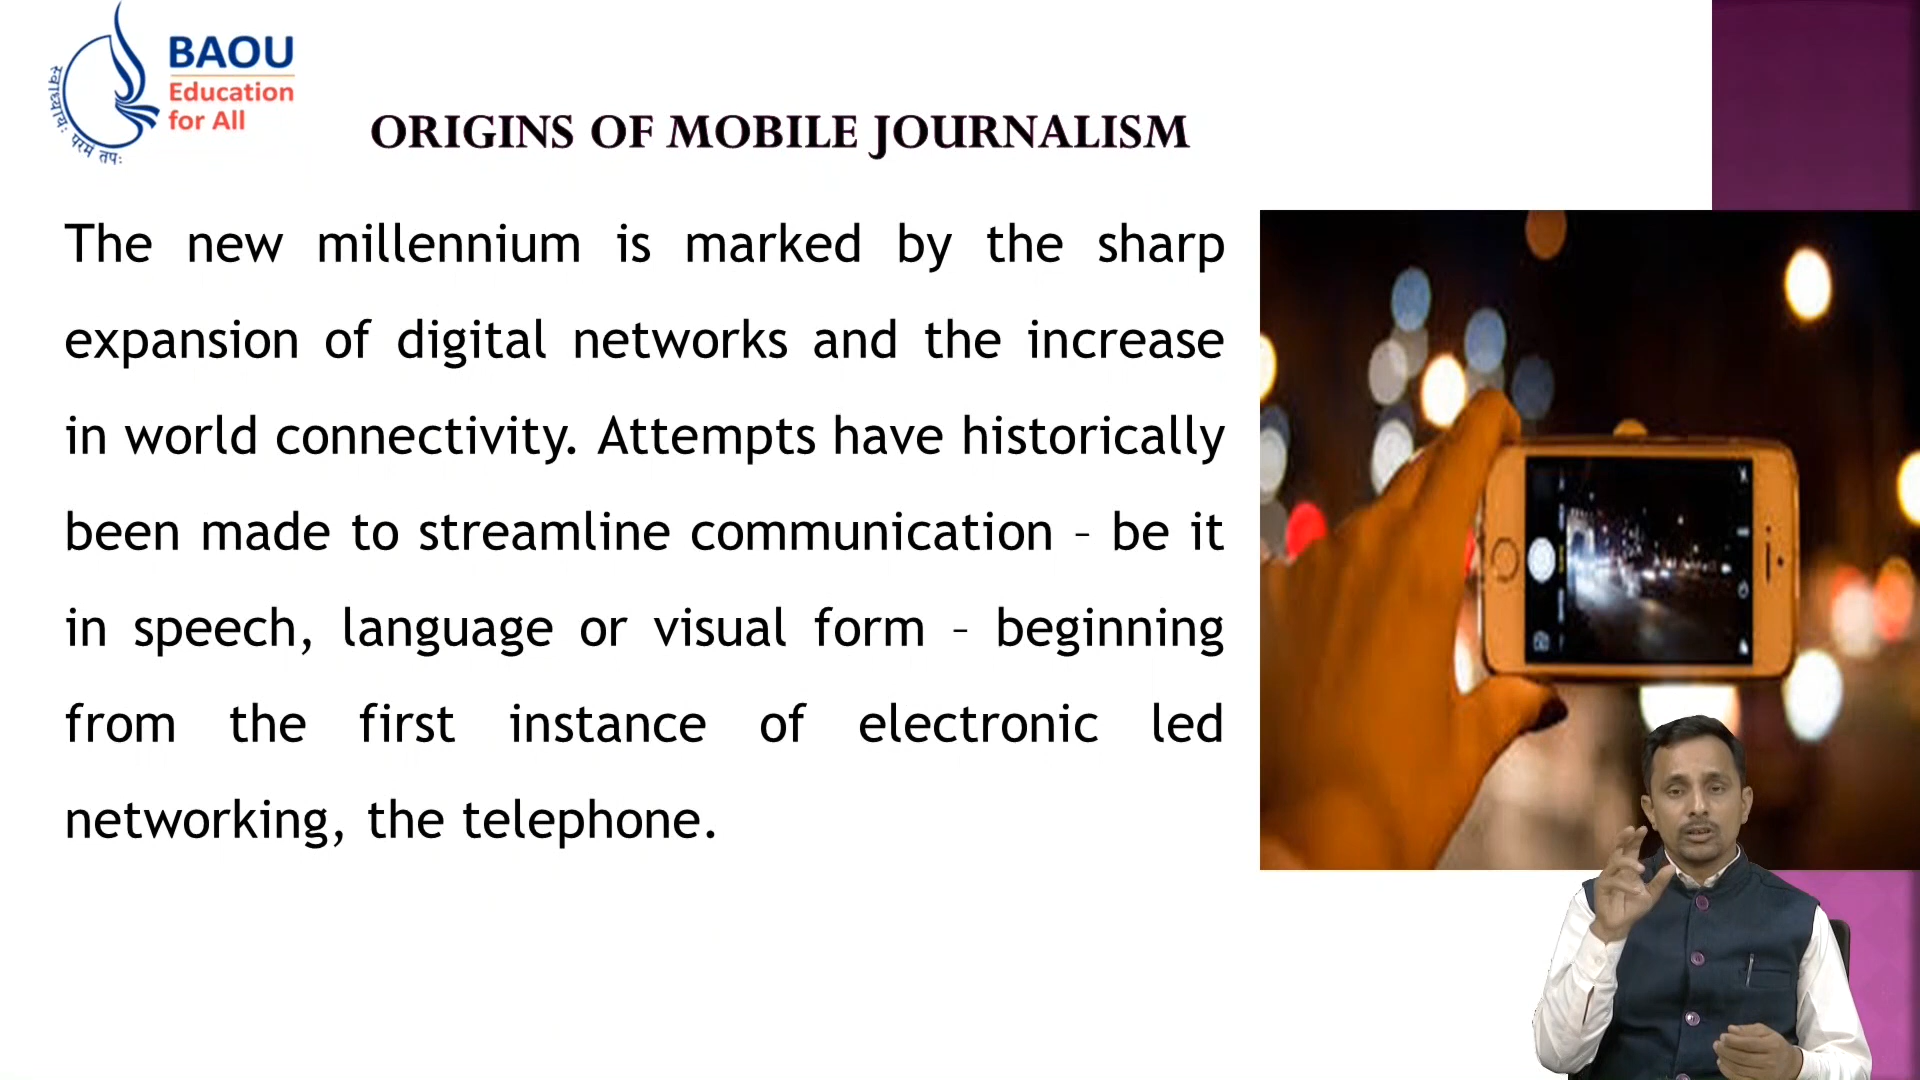 BAOU
Education
for All
स्वाध्यायः परमं तपः
ORIGINS OF MOBILE JOURNALISM
The new millennium is marked by the sharp
expansion of digital networks and the increase
in world connectivity. Attempts have historically
been made to streamline communication – be it
in speech, language or visual form – beginning
from the first instance of electronic led
networking, the telephone.